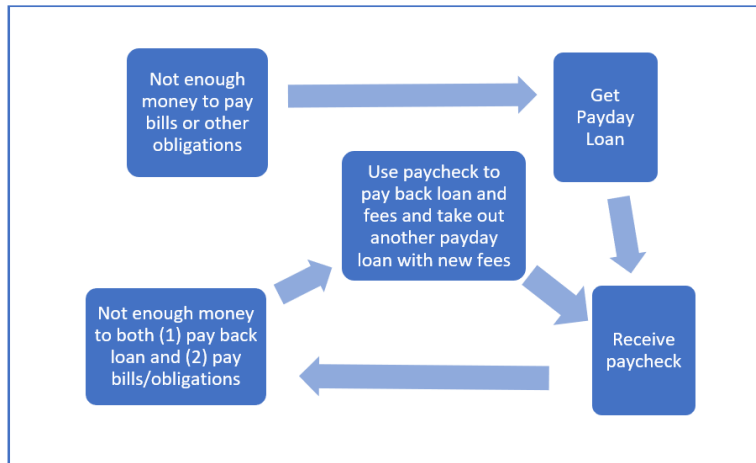 Not enough
money to pay
bills or other
obligations
Get
Payday
Loan
Use paycheck to
pay back loan and
fees and take out
another payday
loan with new fees
Not enough money
to both (1) pay back
loan and (2) pay
bills/obligations
Receive
paycheck